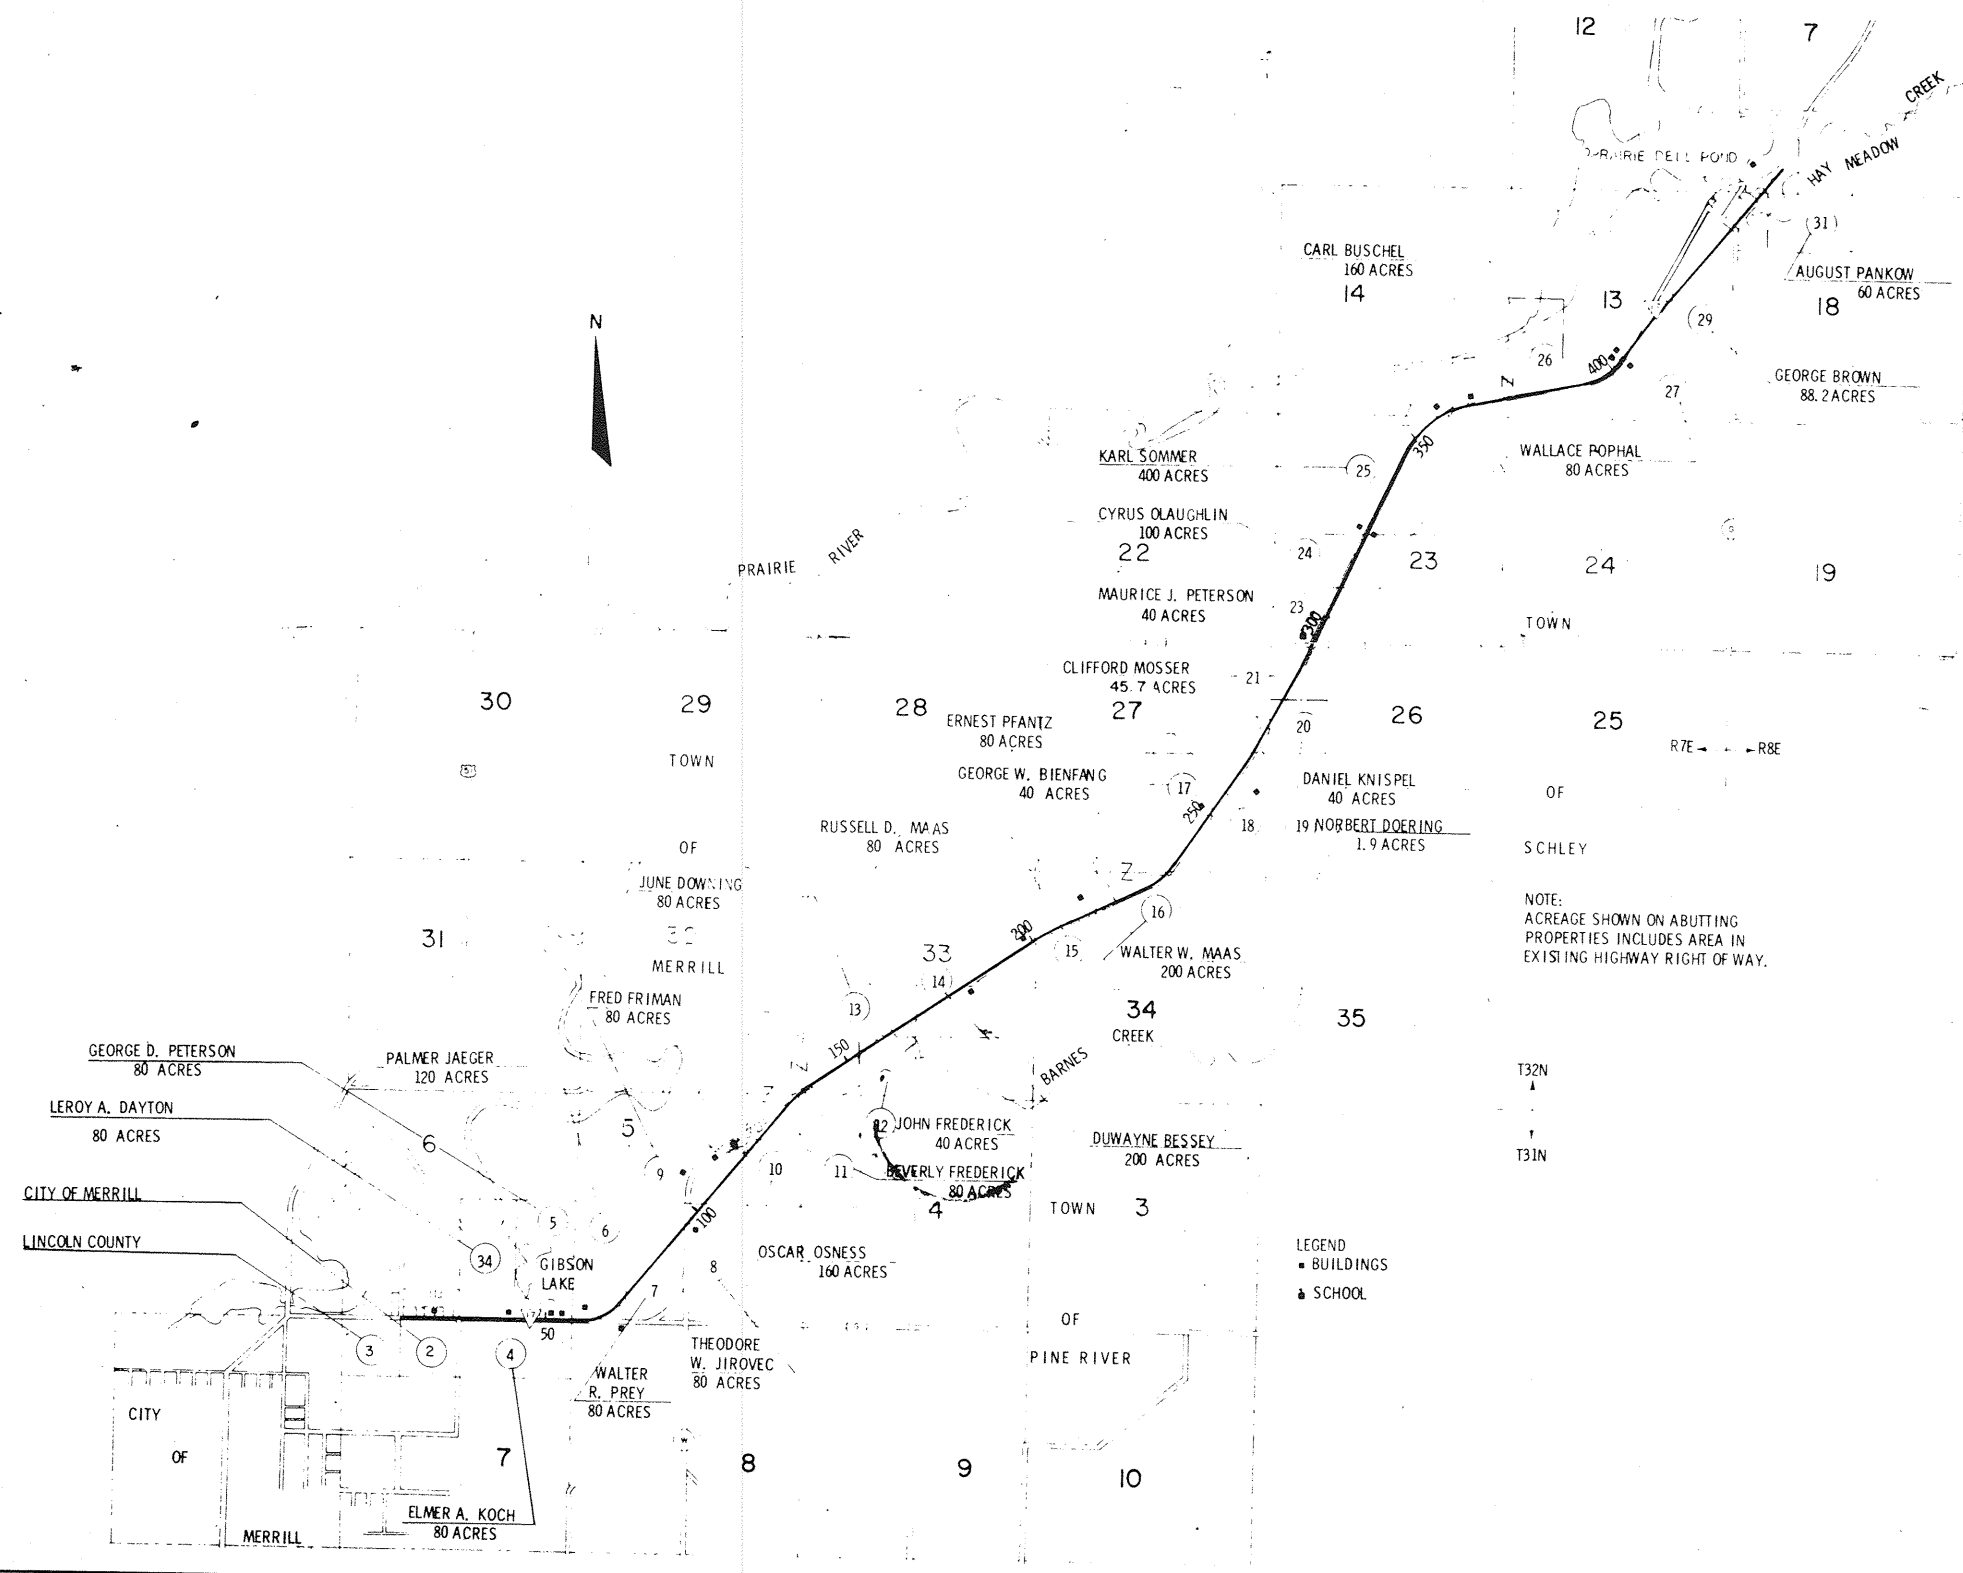 12
7
CREEK
HAY MEADOW
PRAIRIE DELL POND
(31)
CARL BUSCHEL
160 ACRES
14
AUGUST PANKOW
60 ACRES
13
18
29
N
26
400
27
GEORGE BROWN
88.2 ACRES
N
350
KARL SOMMER
400 ACRES
25
WALLACE POPHAL
80 ACRES
CYRUS OLAUGHLIN
100 ACRES
22
24
23
24
19
PRAIRIE RIVER
MAURICE J. PETERSON
40 ACRES
23
300
TOWN
CLIFFORD MOSSER
45.7 ACRES
21
30
29
28
27
26
25
ERNEST PFANTZ
80 ACRES
20
R7E
R8E
TOWN
51
GEORGE W. BIENFANG
40 ACRES
17
DANIEL KNISPEL
40 ACRES
OF
250
18
19 NORBERT DOERING
1.9 ACRES
RUSSELL D. MAAS
80 ACRES
OF
SCHLEY
Z
JUNE DOWNING
80 ACRES
16
NOTE:
ACREAGE SHOWN ON ABUTTING
PROPERTIES INCLUDES AREA IN
EXISTING HIGHWAY RIGHT OF WAY.
31
32
33
200
15
WALTER W. MAAS
200 ACRES
MERRILL
14
FRED FRIMAN
80 ACRES
13
34
35
CREEK
GEORGE D. PETERSON
80 ACRES
PALMER JAEGER
120 ACRES
150
Z
BARNES
T32N
LEROY A. DAYTON
80 ACRES
6
5
12
JOHN FREDERICK
40 ACRES
DUWAYNE BESSEY
200 ACRES
T31N
9
10
11
BEVERLY FREDERICK
80 ACRES
4
TOWN
3
CITY OF MERRILL
5
6
100
LINCOLN COUNTY
34
GIBSON
LAKE
8
OSCAR OSNESS
160 ACRES
LEGEND
BUILDINGS
SCHOOL
7
50
3
2
4
OF
THEODORE
W. JIROVEC
80 ACRES
PINE RIVER
WALTER
R. PREY
80 ACRES
CITY
OF
W
7
8
9
10
ELMER A. KOCH
80 ACRES
MERRILL